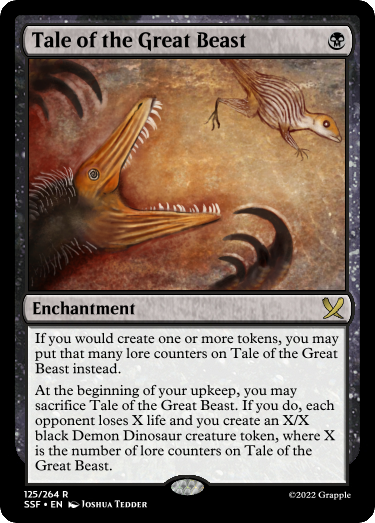 Tale of the Great Beast
Enchantment
If you would create one or more tokens, you may
put that many lore counters on Tale of the Great
Beast instead.
At the beginning of your upkeep, you may
sacrifice Tale of the Great Beast. If you do, each
opponent loses X life and you create an X/X
black Demon Dinosaur creature token, where X
is the number of lore counters on Tale of the
Great Beast.
125/264 R
SSF • EN Joshua Tedder
©2022 Grapple